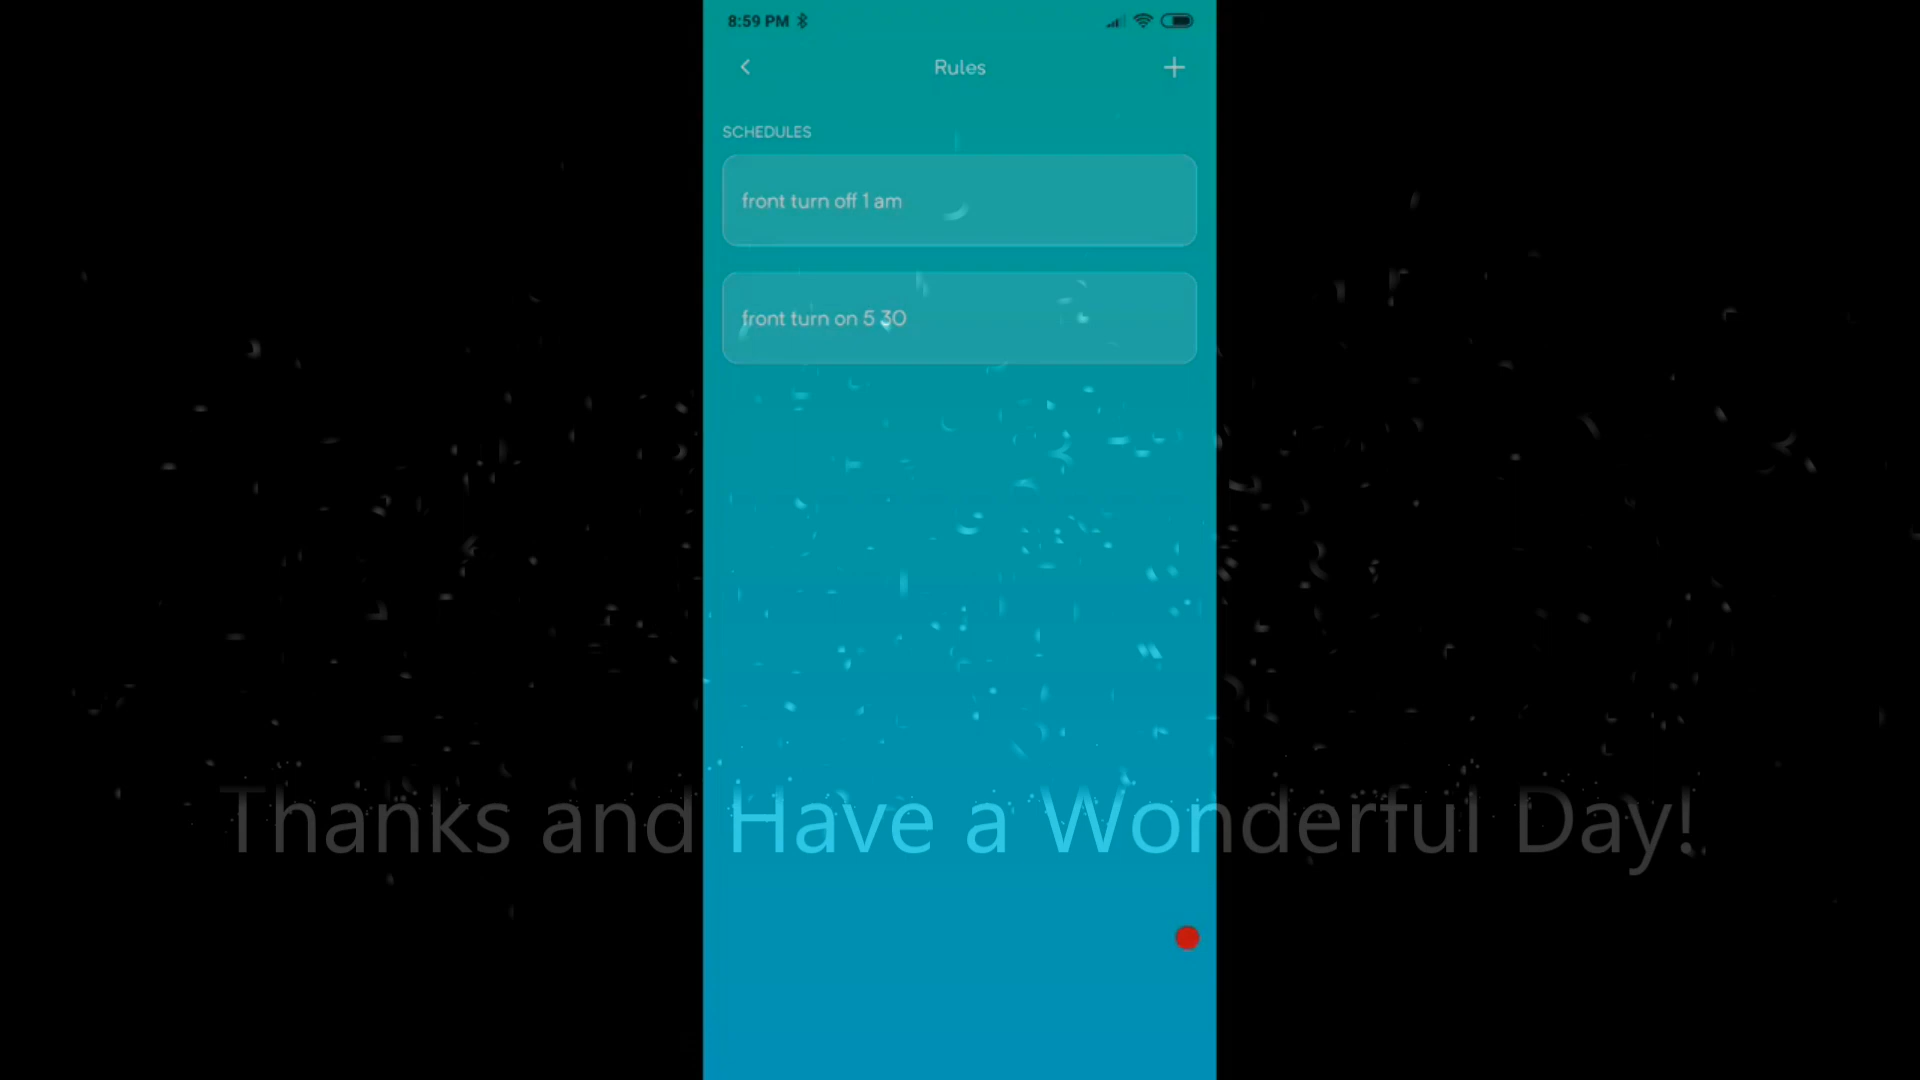 8:59 PM
Rules
SCHEDULES
front turn off 1 am
front turn on 5 30
Thanks and Have a Wonderful Day!